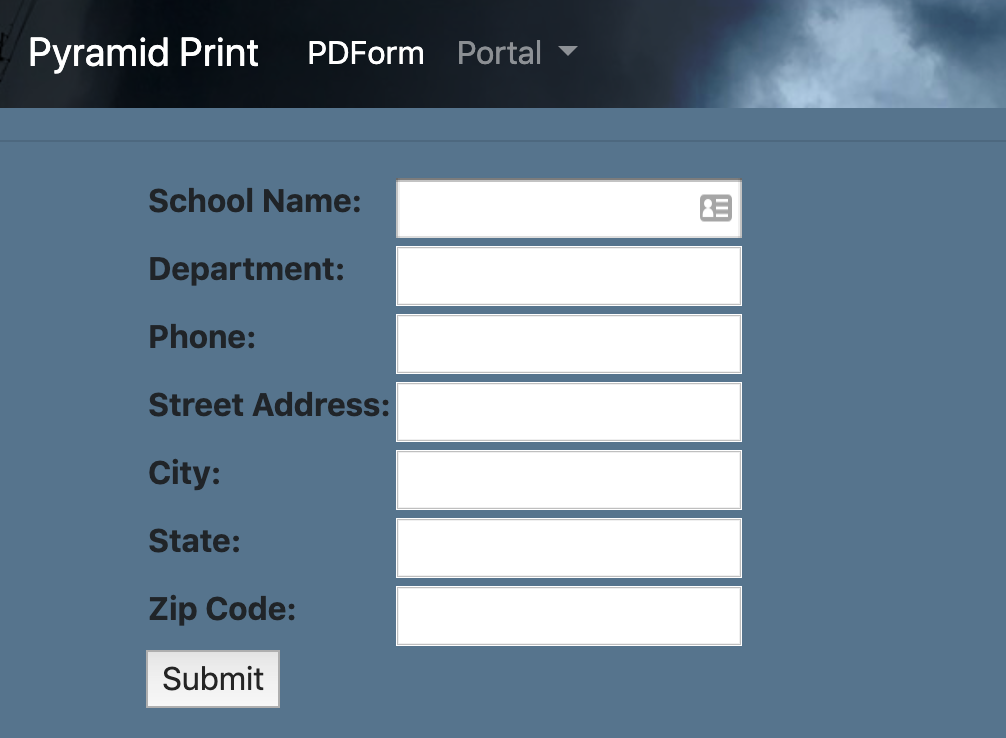 Pyramid Print PDForm Portal
School Name:
Department:
Phone:
Street Address:
City:
State:
Zip Code:
Submit